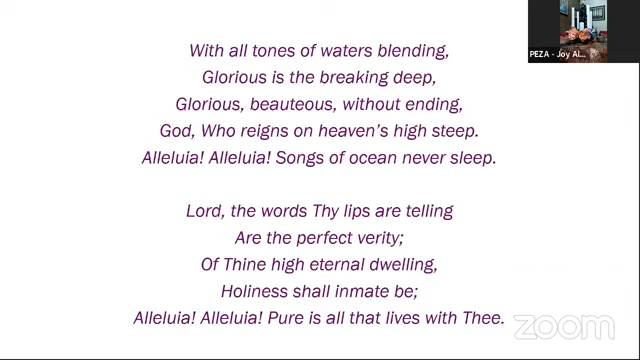 With all tones of waters blending,
Glorious is the breaking deep,
Glorious, beauteous, without ending,
God, Who reigns on heaven's high steep.
Alleluia! Alleluia! Songs of ocean never sleep.
Lord, the words Thy lips are telling
Are the perfect verity;
Of Thine high eternal dwelling,
Holiness shall inmate be;
Alleluia! Alleluia! Pure is all that lives with Thee.
PEZA - Joy Al...
zoom